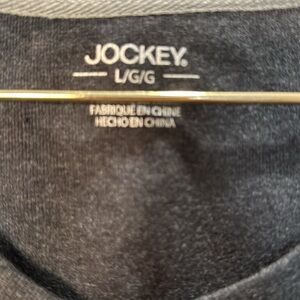 JOCKEY®
L/G/G
FABRIQUÉ EN CHINE
HECHO EN CHINA